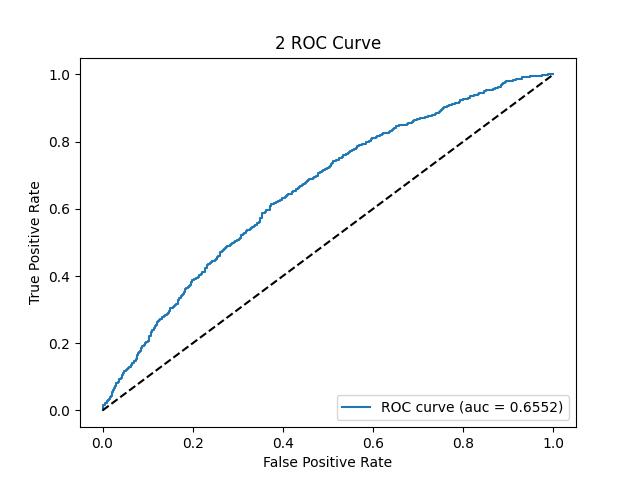 2 ROC Curve
True Positive Rate
1.0
0.8
0.6
0.4
0.2
0.0
0.0 0.2 0.4 0.6 0.8 1.0
False Positive Rate
ROC curve (auc = 0.6552)